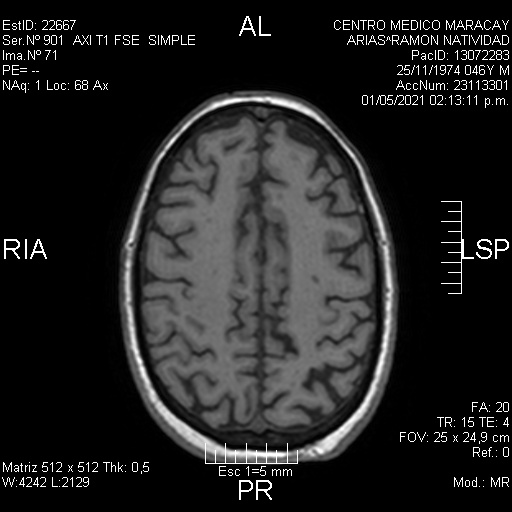 EstID: 22667
Ser.Nº 901 AXI T1 FSE SIMPLE
Ima.Nº 71
PE= --
NAq: 1 Loc: 68 Ax
AL
CENTRO MEDICO MARACAY
ARIAS^RAMON NATIVIDAD
PacID: 13072283
25/11/1974 046Y M
AccNum: 23113301
01/05/2021 02:13:11 p.m.
RIA
LSP
FA: 20
TR: 15 TE: 4
FOV: 25 x 24,9 cm
Ref.: 0
Matriz 512 x 512 Thk: 0,5
W:4242 L:2129
Esc 1=5 mm
PR
Mod.: MR